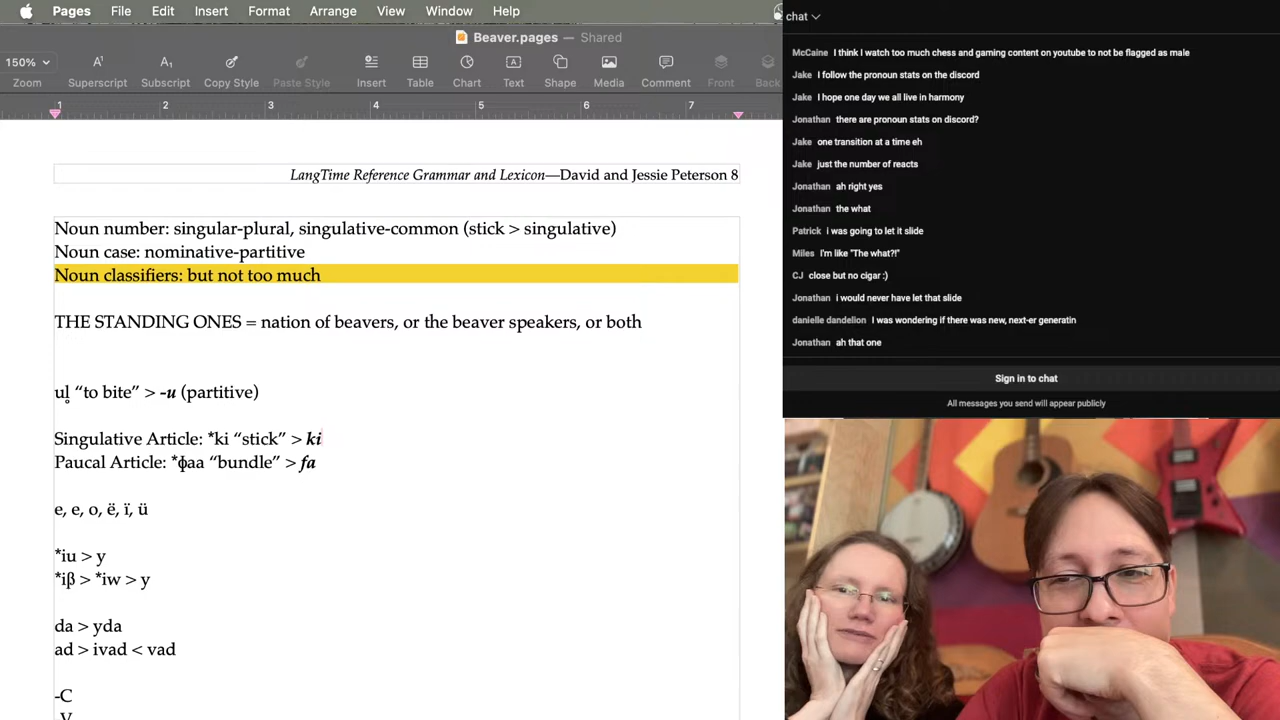 Pages File Edit Insert Format Arrange View Window Help
Beaver.pages — Shared
150%
Zoom Superscript Subscript Copy Style Paste Style Insert Table Chart Text Shape Media Comment Front Back
1 2 3 4 5 6 7
LangTime Reference Grammar and Lexicon—David and Jessie Peterson 8
Noun number: singular-plural, singulative-common (stick > singulative)
Noun case: nominative-partitive
Noun classifiers: but not too much
THE STANDING ONES = nation of beavers, or the beaver speakers, or both
ul̥ “to bite” > -u (partitive)
Singulative Article: *ki “stick” > ki
Paucal Article: *ɸaa “bundle” > fa
e, e, o, ë, ï, ü
*iu > y
*iβ > *iw > y
da > yda
ad > ivad < vad
-C
-V
chat
McCaine I think I watch too much chess and gaming content on youtube to not be flagged as male
Jake I follow the pronoun stats on the discord
Jake I hope one day we all live in harmony
Jonathan there are pronoun stats on discord?
Jake one transition at a time eh
Jake just the number of reacts
Jonathan ah right yes
Jonathan the what
Patrick i was going to let it slide
Miles I'm like "The what?!"
CJ close but no cigar :)
Jonathan i would never have let that slide
danielle dandelion I was wondering if there was new, next-er generatin
Jonathan ah that one
Sign in to chat
All messages you send will appear publicly